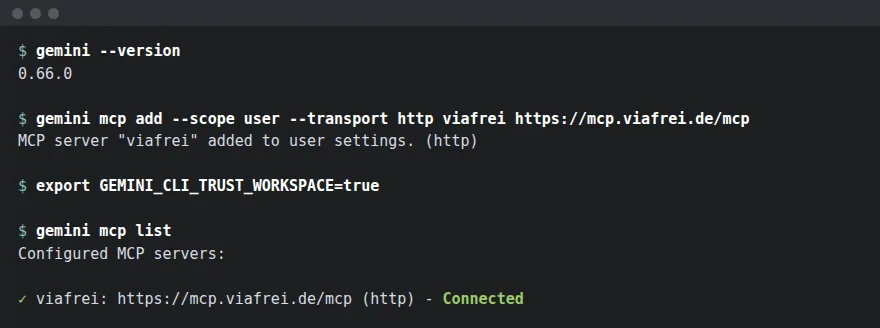 $ gemini --version
0.66.0
$ gemini mcp add --scope user --transport http viafrei https://mcp.viafrei.de/mcp
MCP server "viafrei" added to user settings. (http)
$ export GEMINI_CLI_TRUST_WORKSPACE=true
$ gemini mcp list
Configured MCP servers:
✓ viafrei: https://mcp.viafrei.de/mcp (http) - Connected